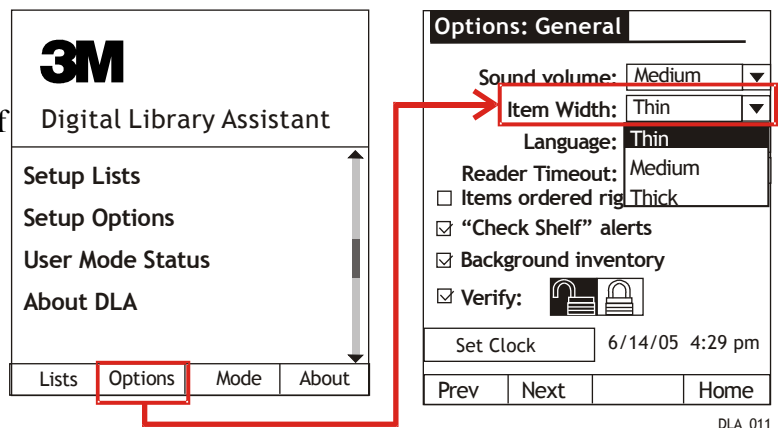 3M
f
Digital Library Assistant
Setup Lists
Setup Options
User Mode Status
About DLA
Lists Options Mode About
Options: General
Sound volume: Medium
Item Width: Thin
Language: Thin
Reader Timeout: Medium
Items ordered rig Thick
“Check Shelf” alerts
Background inventory
Verify:
Set Clock 6/14/05 4:29 pm
Prev Next Home
DLA_011